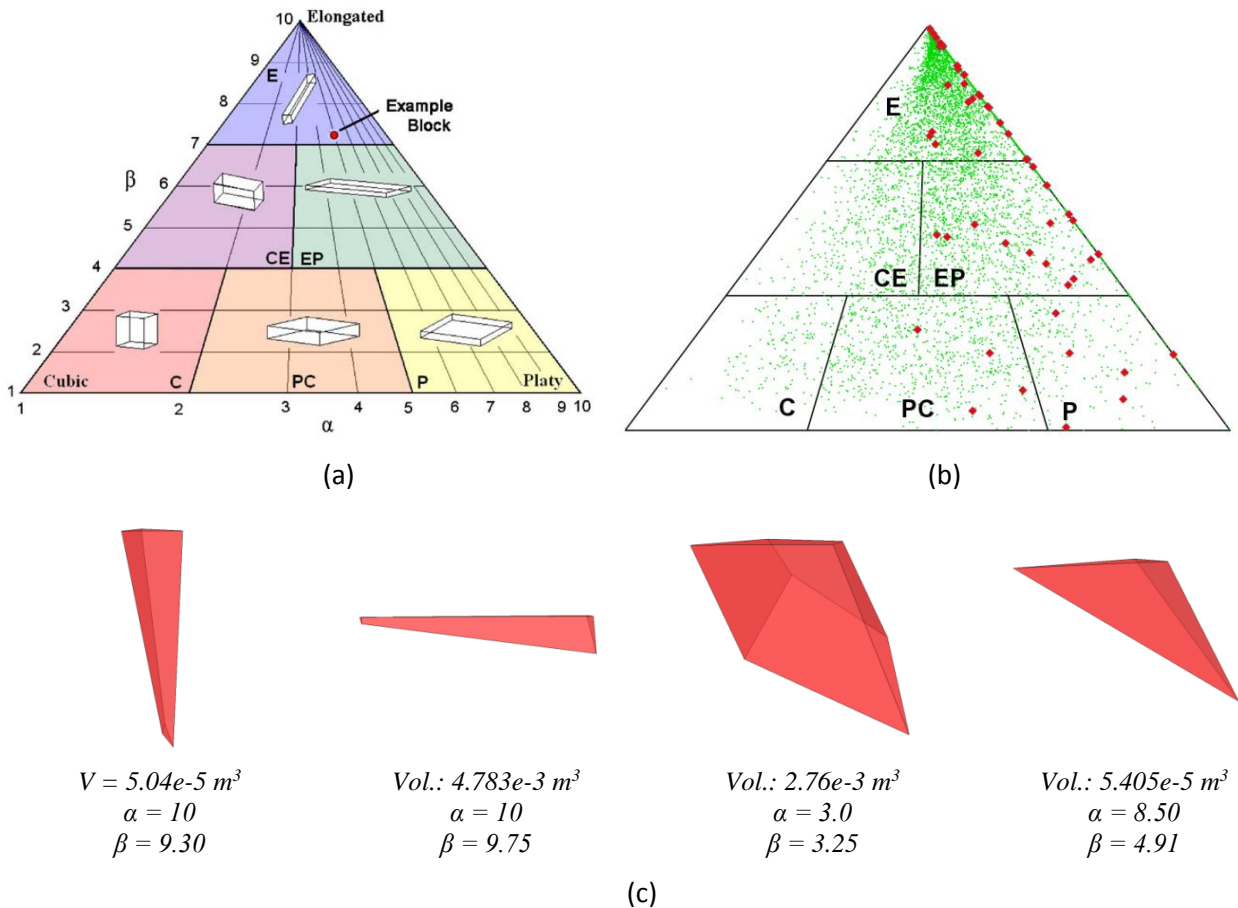 10 Elongated
9
E
8
Example
Block
7
β
6
5
4
CE EP
3
2
1
Cubic C PC P Platy
1 2 3 4 5 6 7 8 9 10
α
(a)
E
CE EP
C PC P
(b)
V = 5.04e-5 m³
α = 10
β = 9.30
Vol.: 4.783e-3 m³
α = 10
β = 9.75
Vol.: 2.76e-3 m³
α = 3.0
β = 3.25
Vol.: 5.405e-5 m³
α = 8.50
β = 4.91
(c)